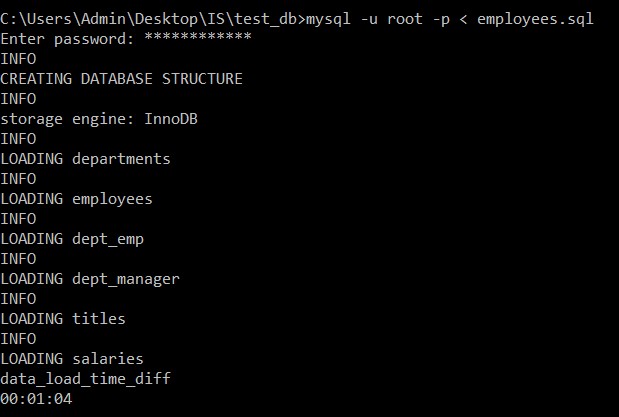 C:\Users\Admin\Desktop\IS\test_db>mysql -u root -p < employees.sql
Enter password: ************
INFO
CREATING DATABASE STRUCTURE
INFO
storage engine: InnoDB
INFO
LOADING departments
INFO
LOADING employees
INFO
LOADING dept_emp
INFO
LOADING dept_manager
INFO
LOADING titles
INFO
LOADING salaries
data_load_time_diff
00:01:04